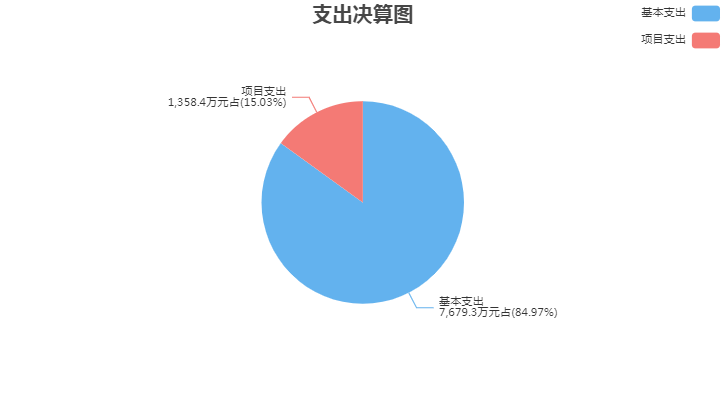 支出决算图
基本支出
项目支出
项目支出
1,358.4万元占(15.03%)
基本支出
7,679.3万元占(84.97%)